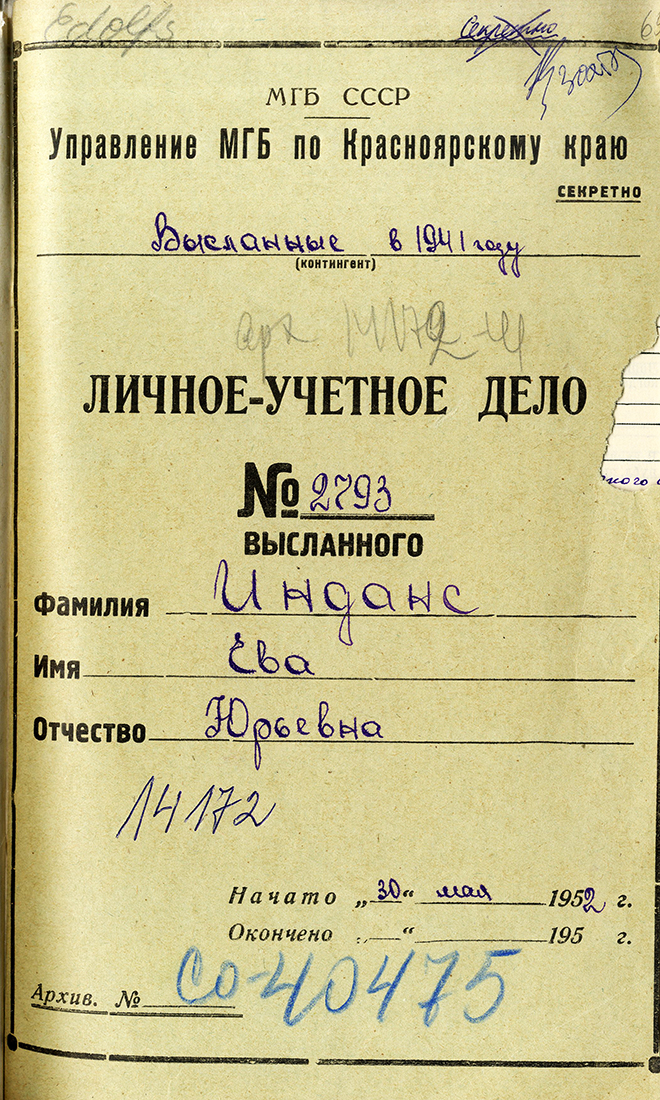 Edolfs
Секретно
МГБ СССР
Управление МГБ по Красноярскому краю
СЕКРЕТНО
Высланные в 1941 году
(контингент)
арх 14172-
ЛИЧНОЕ-УЧЕТНОЕ ДЕЛО
№ 2793
ВЫСЛАННОГО
Фамилия Инданс
Имя Ева
Отчество Юрьевна
14172
Начато „30“ мая 1952 г.
Окончено „ “ 195 г.
Архив. № СО-40475